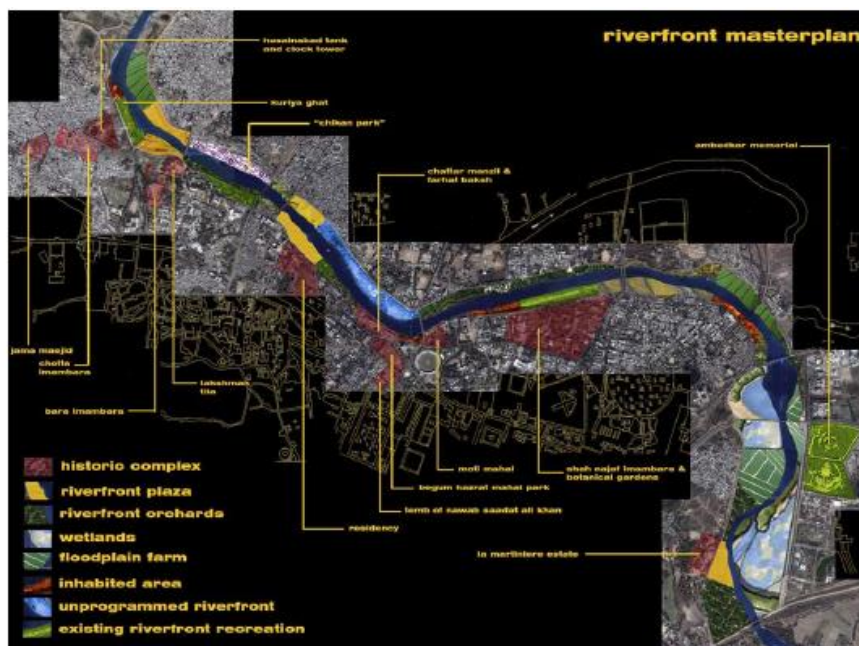 riverfront masterplan
husainabad tank
and clock tower
kuriya ghat
"chikan park"
ambedkar memorial
chattar manzil &
farhat baksh
jama masjid
chotta
imambara
lakshman
tila
bara imambara
moti mahal
shah najaf imambara &
botanical gardens
begum hazrat mahal park
tomb of nawab saadat ali khan
residency
la martiniere estate
historic complex
riverfront plaza
riverfront orchards
wetlands
floodplain farm
inhabited area
unprogrammed riverfront
existing riverfront recreation